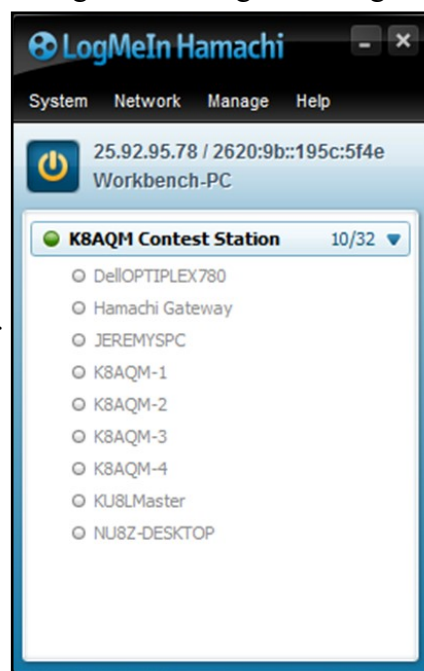 LogMeIn Hamachi
System Network Manage Help
25.92.95.78 / 2620:9b::195c:5f4e
Workbench-PC
K8AQM Contest Station 10/32
DellOPTIPLEX780
Hamachi Gateway
JEREMYSPC
K8AQM-1
K8AQM-2
K8AQM-3
K8AQM-4
KU8LMaster
NU8Z-DESKTOP